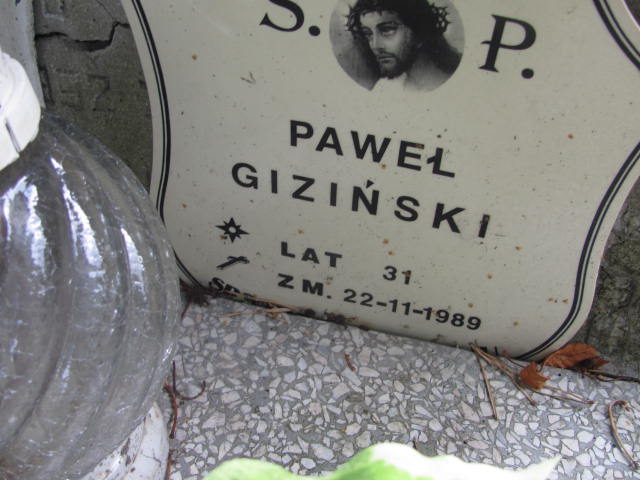 S. P.
PAWEŁ
GIZIŃSKI
LAT 31
ZM. 22-11-1989